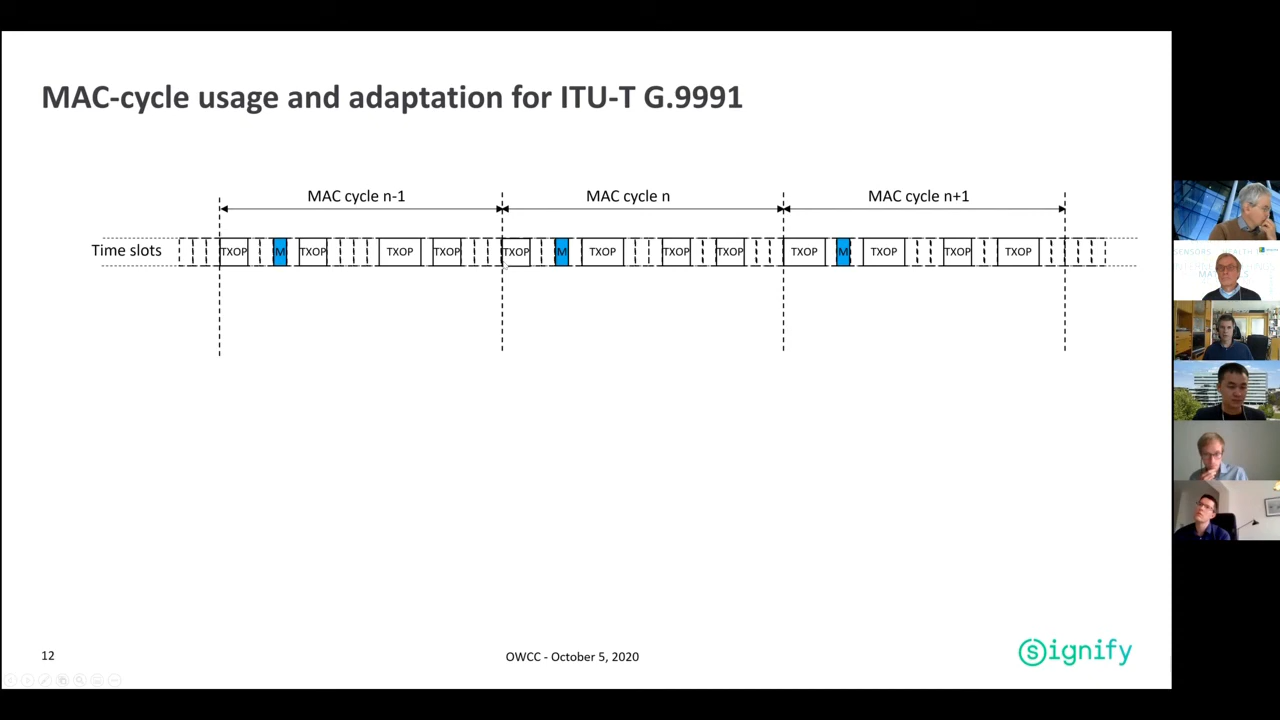 MAC-cycle usage and adaptation for ITU-T G.9991
MAC cycle n-1 MAC cycle n MAC cycle n+1
Time slots TXOP M TXOP TXOP TXOP TXOP M TXOP TXOP TXOP TXOP M TXOP TXOP TXOP
12 OWCC - October 5, 2020 signify